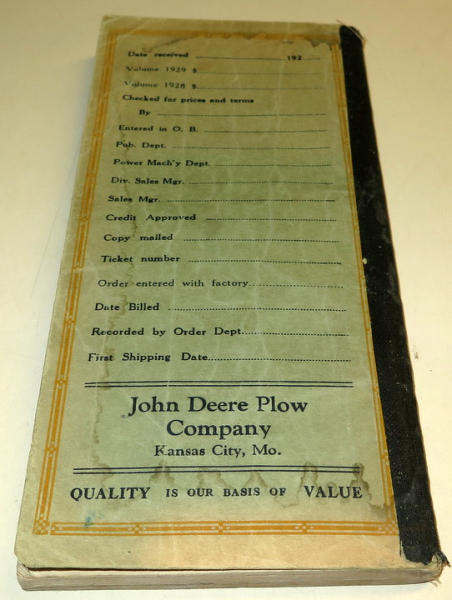 Date received 192
Volume 1929 $
Volume 1928 $
Checked for prices and terms
By
Entered in O. B.
Pub. Dept.
Power Mach'y Dept.
Div. Sales Mgr.
Sales Mgr.
Credit Approved
Copy mailed
Ticket number
Order entered with factory
Date Billed
Recorded by Order Dept.
First Shipping Date
John Deere Plow
Company
Kansas City, Mo.
QUALITY IS OUR BASIS OF VALUE